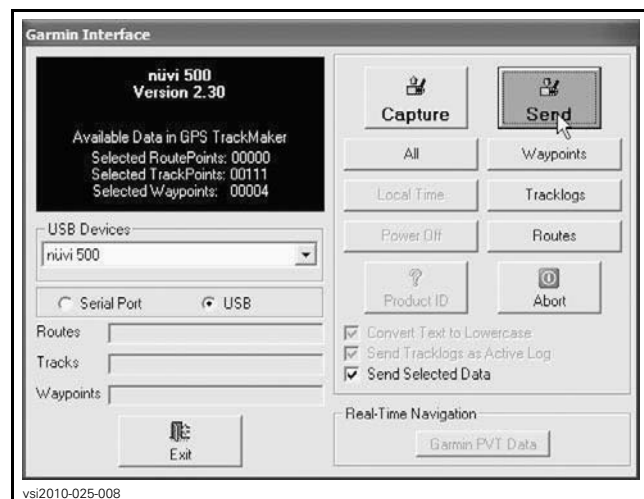 Garmin Interface
nüvi 500
Version 2.30
Available Data in GPS TrackMaker
Selected RoutePoints: 00000
Selected TrackPoints: 00111
Selected Waypoints: 00004
USB Devices
nüvi 500
Serial Port
USB
Routes
Tracks
Waypoints
Exit
Capture
Send
All
Waypoints
Local Time
Tracklogs
Power Off
Routes
Product ID
Abort
Convert Text to Lowercase
Send Tracklogs as Active Log
Send Selected Data
Real-Time Navigation
Garmin PVT Data
vsi2010-025-008